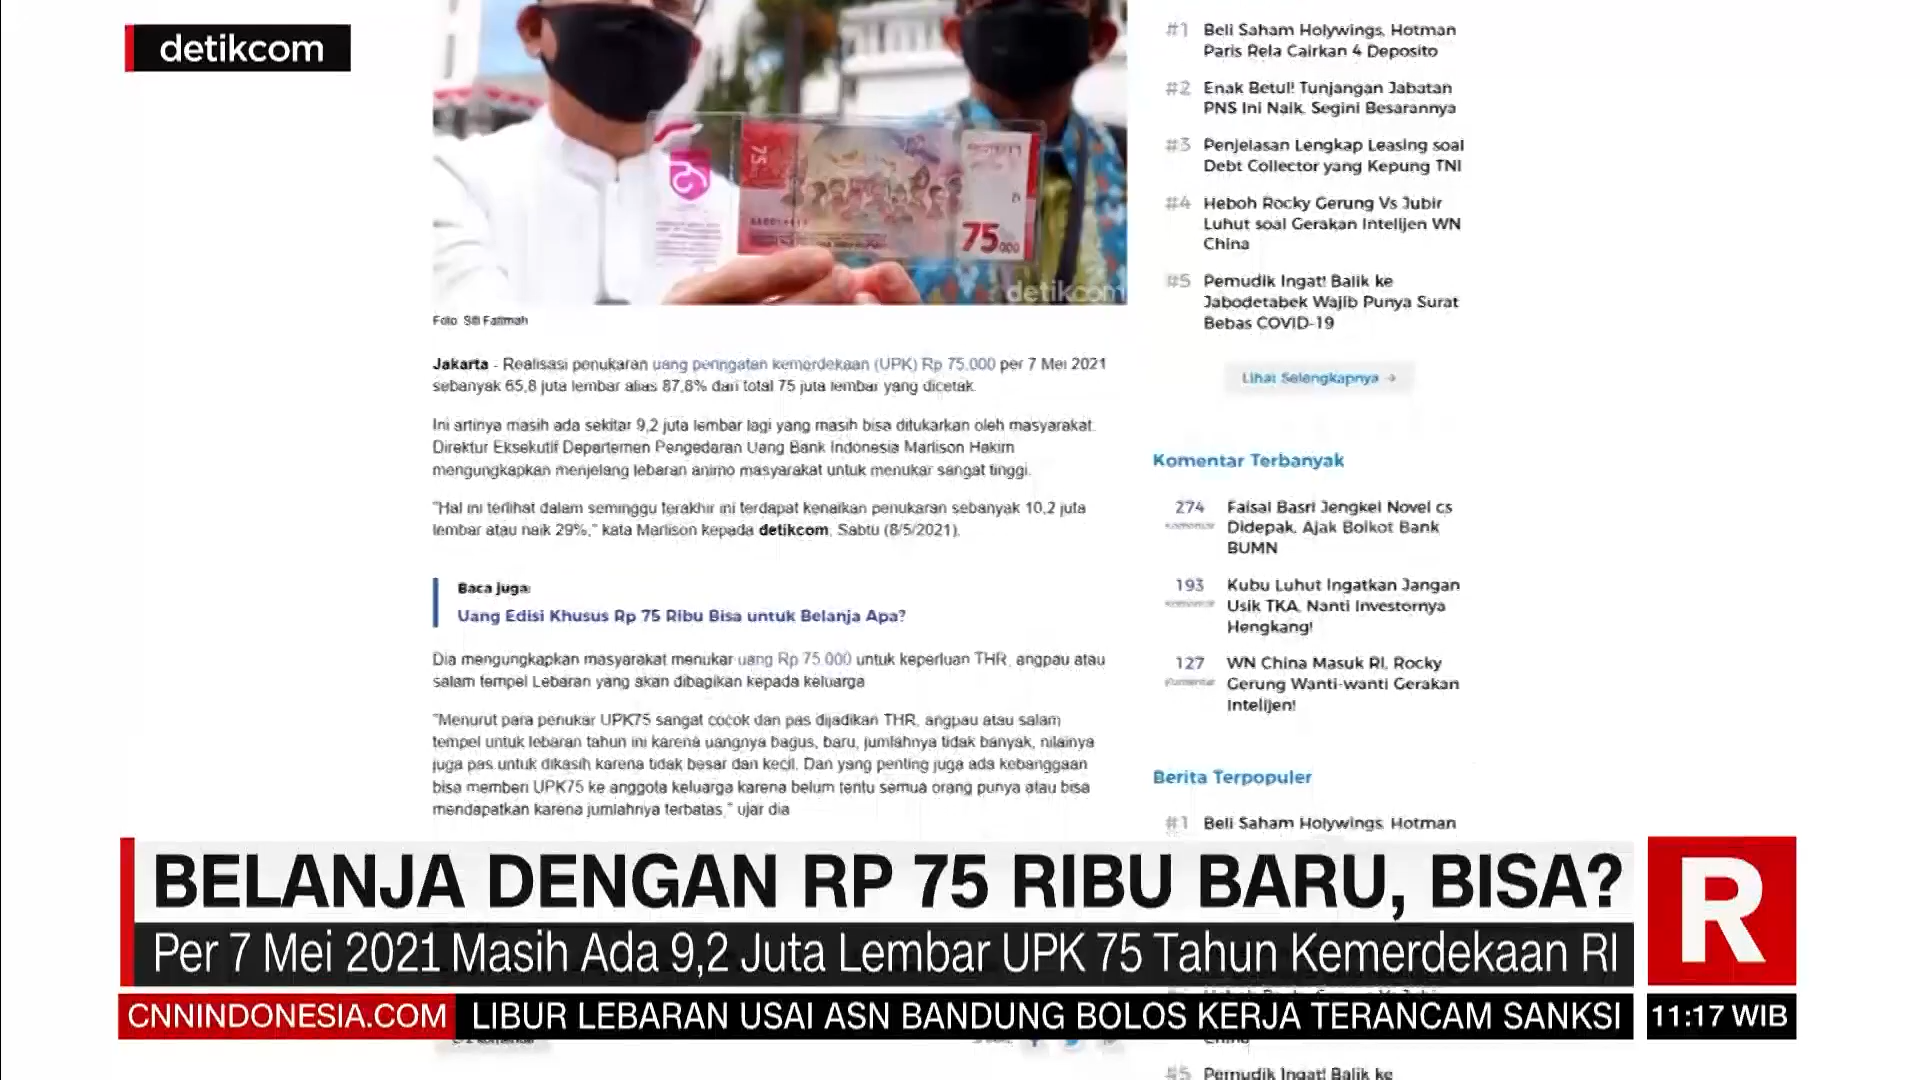 detikcom
75
75.000
detikcom
Foto: Siti Fatimah
Jakarta - Realisasi penukaran uang peringatan kemerdekaan (UPK) Rp 75.000 per 7 Mei 2021
sebanyak 65,8 juta lembar alias 87,8% dari total 75 juta lembar yang dicetak.
Ini artinya masih ada sekitar 9,2 juta lembar lagi yang masih bisa ditukarkan oleh masyarakat.
Direktur Eksekutif Departemen Pengedaran Uang Bank Indonesia Marlison Hakim
mengungkapkan menjelang lebaran animo masyarakat untuk menukar sangat tinggi.
"Hal ini terlihat dalam seminggu terakhir ini terdapat kenaikan penukaran sebanyak 10,2 juta
lembar atau naik 29%," kata Marlison kepada detikcom, Sabtu (8/5/2021).
Baca juga:
Uang Edisi Khusus Rp 75 Ribu Bisa untuk Belanja Apa?
Dia mengungkapkan masyarakat menukar uang Rp 75.000 untuk keperluan THR, angpau atau
salam tempel Lebaran yang akan dibagikan kepada keluarga
"Menurut para penukar UPK75 sangat cocok dan pas dijadikan THR, angpau atau salam
tempel untuk lebaran tahun ini karena uangnya bagus, baru, jumlahnya tidak banyak, nilainya
juga pas untuk dikasih karena tidak besar dan kecil. Dan yang penting juga ada kebanggaan
bisa memberi UPK75 ke anggota keluarga karena belum tentu semua orang punya atau bisa
mendapatkan karena jumlahnya terbatas," ujar dia
#1 Beli Saham Holywings, Hotman
Paris Rela Cairkan 4 Deposito
#2 Enak Betul! Tunjangan Jabatan
PNS Ini Naik, Segini Besarannya
#3 Penjelasan Lengkap Leasing soal
Debt Collector yang Kepung TNI
#4 Heboh Rocky Gerung Vs Jubir
Luhut soal Gerakan Intelijen WN
China
#5 Pemudik Ingat! Balik ke
Jabodetabek Wajib Punya Surat
Bebas COVID-19
Lihat Selengkapnya →
Komentar Terbanyak
274 Faisal Basri Jengkel Novel cs
Komentar Didepak, Ajak Boikot Bank
BUMN
193 Kubu Luhut Ingatkan Jangan
Komentar Usik TKA, Nanti Investornya
Hengkang!
127 WN China Masuk RI, Rocky
Komentar Gerung Wanti-wanti Gerakan
Intelijen!
Berita Terpopuler
#1 Beli Saham Holywings, Hotman
BELANJA DENGAN RP 75 RIBU BARU, BISA?
Per 7 Mei 2021 Masih Ada 9,2 Juta Lembar UPK 75 Tahun Kemerdekaan RI
R
CNNINDONESIA.COM LIBUR LEBARAN USAI ASN BANDUNG BOLOS KERJA TERANCAM SANKSI
11:17 WIB
China
#5 Pemudik Ingat! Balik ke